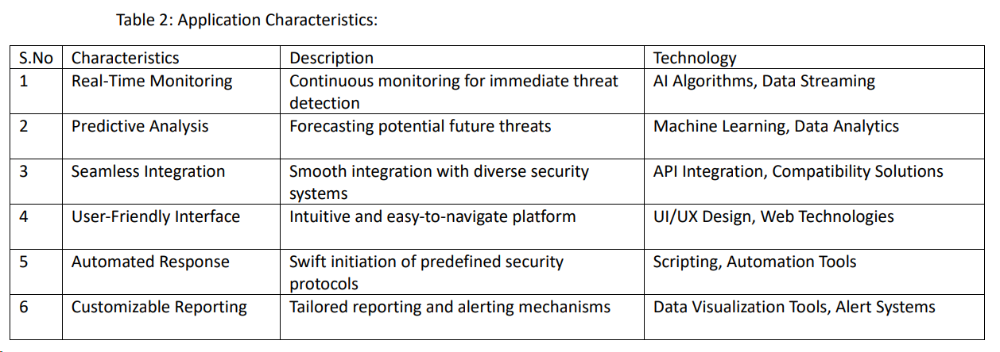 Table 2: Application Characteristics:
S.No Characteristics Description Technology
1 Real-Time Monitoring Continuous monitoring for immediate threat AI Algorithms, Data Streaming
detection
2 Predictive Analysis Forecasting potential future threats Machine Learning, Data Analytics
3 Seamless Integration Smooth integration with diverse security API Integration, Compatibility Solutions
systems
4 User-Friendly Interface Intuitive and easy-to-navigate platform UI/UX Design, Web Technologies
5 Automated Response Swift initiation of predefined security Scripting, Automation Tools
protocols
6 Customizable Reporting Tailored reporting and alerting mechanisms Data Visualization Tools, Alert Systems